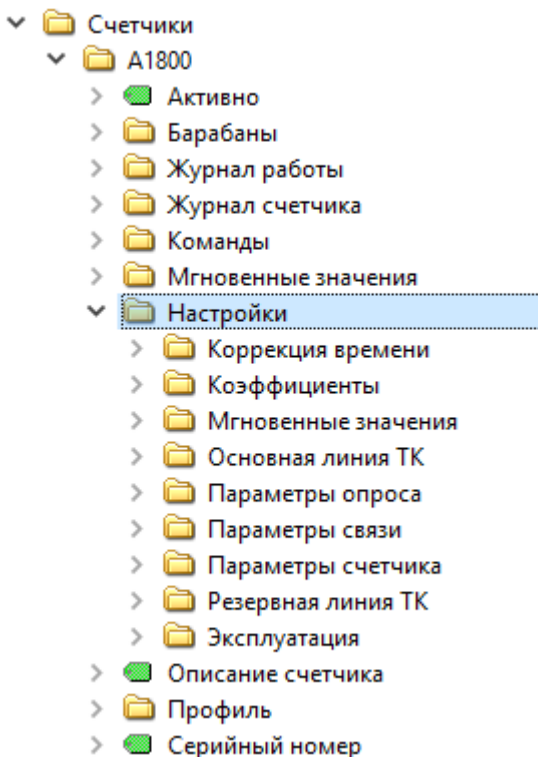 Счетчики
A1800
Активно
Барабаны
Журнал работы
Журнал счетчика
Команды
Мгновенные значения
Настройки
Коррекция времени
Коэффициенты
Мгновенные значения
Основная линия ТК
Параметры опроса
Параметры связи
Параметры счетчика
Резервная линия ТК
Эксплуатация
Описание счетчика
Профиль
Серийный номер